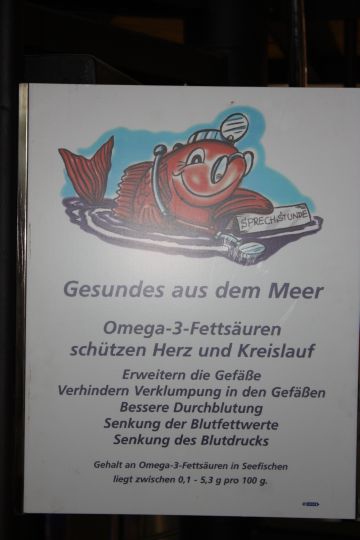 SPRECHSTUNDE
Gesundes aus dem Meer
Omega-3-Fettsäuren
schützen Herz und Kreislauf
Erweitern die Gefäße
Verhindern Verklumpung in den Gefäßen
Bessere Durchblutung
Senkung der Blutfettwerte
Senkung des Blutdrucks
Gehalt an Omega-3-Fettsäuren in Seefischen
liegt zwischen 0,1 - 5,3 g pro 100 g.